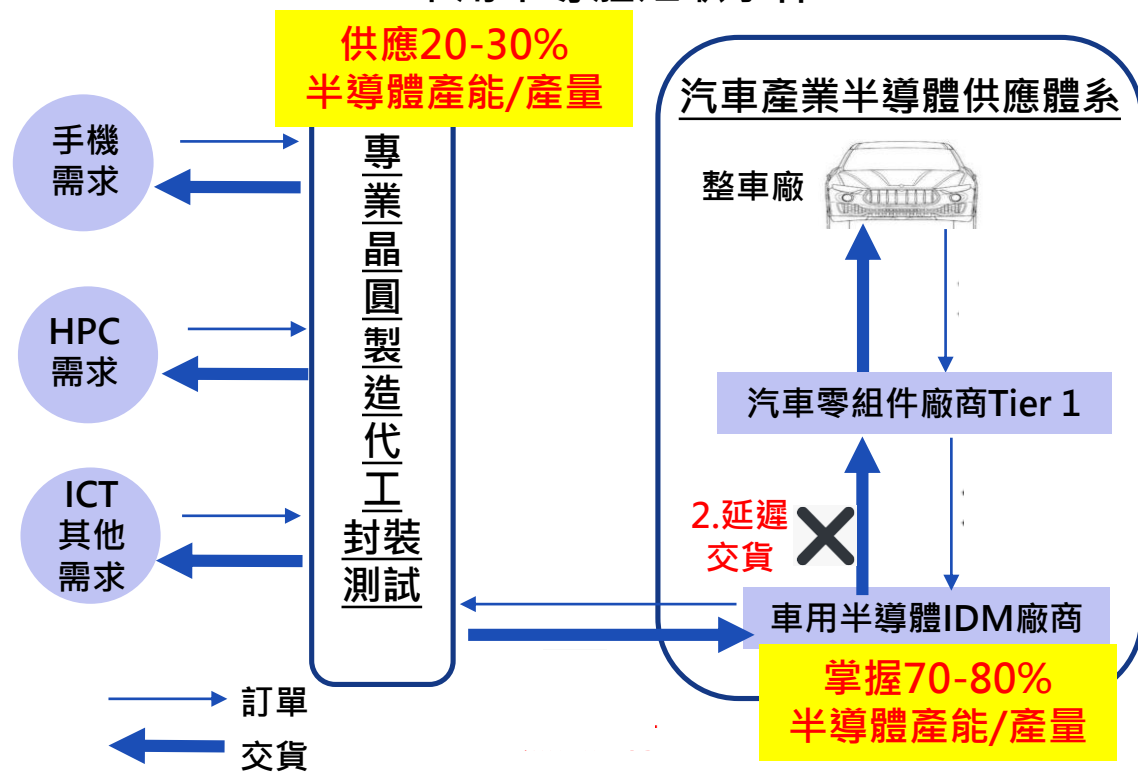 供應20-30%
半導體產能/產量
汽車產業半導體供應體系
手機
需求
HPC
需求
ICT
其他
需求
專
業
晶
圓
製
造
代
工
封裝
測試
整車廠
汽車零組件廠商Tier 1
2.延遲
交貨
車用半導體IDM廠商
掌握70-80%
半導體產能/產量
訂單
交貨